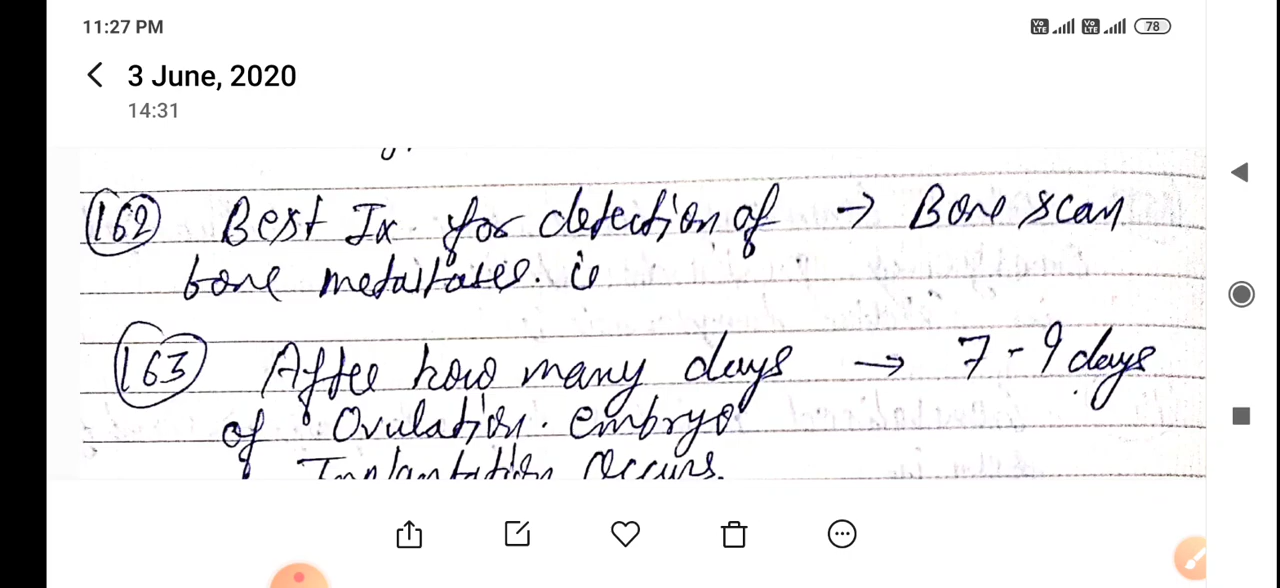 11:27 PM
78
3 June, 2020
14:31
162 Best Ix. for detection of → Bone scan
bone metastases. is
163 After how many days → 7-9 days
of Ovulation. embryo
Implantation occurs.